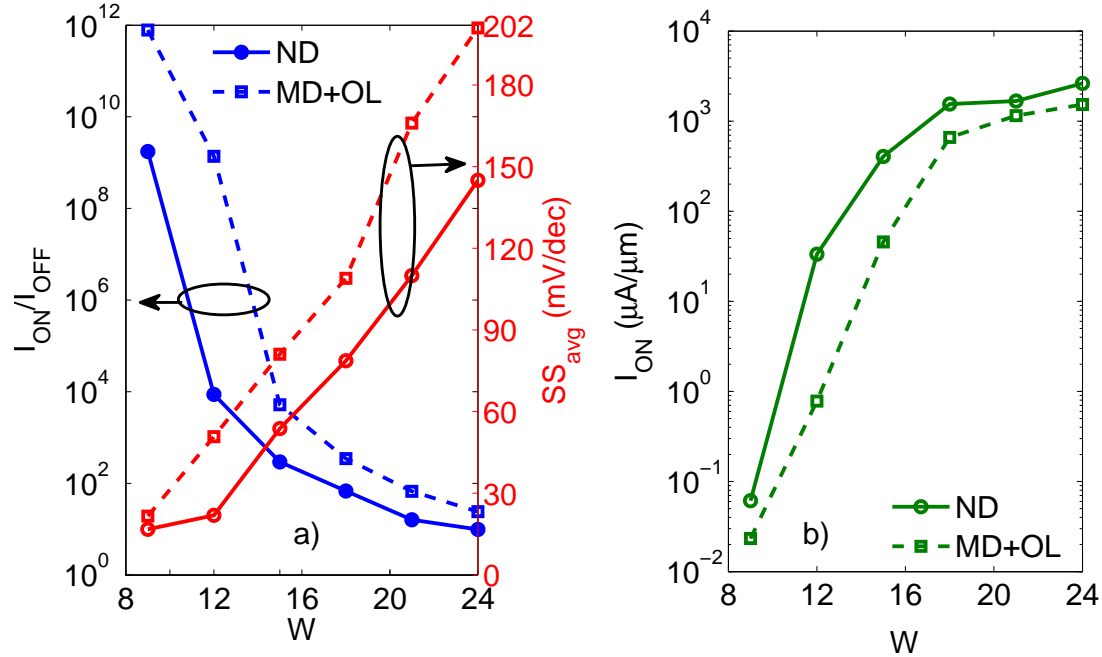 10^12
10^10
10^8
10^6
10^4
10^2
10^0
I_ON/I_OFF
ND
MD+OL
202
180
150
120
90
60
30
0
SS_avg (mV/dec)
a)
8 12 16 20 24
W
10^4
10^3
10^2
10^1
10^0
10^-1
10^-2
I_ON (μA/μm)
ND
MD+OL
b)
8 12 16 20 24
W